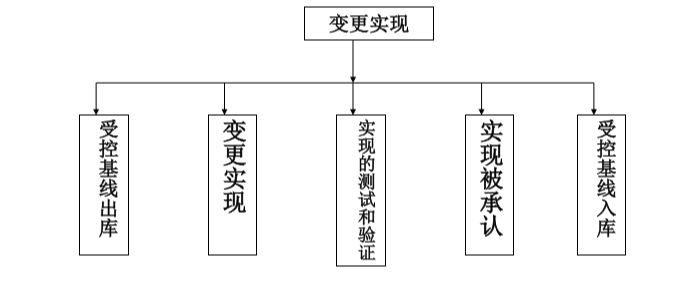 变更实现
受控基线出库
变更实现
实现的测试和验证
实现被承认
受控基线入库